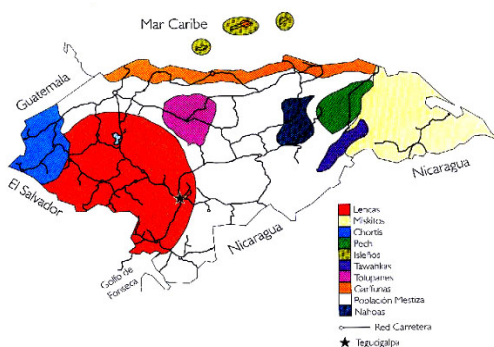 Mar Caribe
Guatemala
El Salvador
Golfo de
Fonseca
Nicaragua
Nicaragua
Lencas
Miskitos
Chortís
Pech
Isleños
Tawahkas
Tolupanes
Garífunas
Población Mestiza
Nahoas
Red Carretera
Tegucigalpa